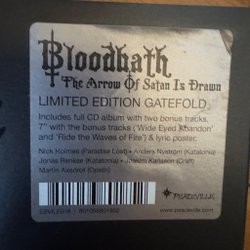 Bloodbath
The Arrow Of Satan Is Drawn
LIMITED EDITION GATEFOLD
Includes full CD album with two bonus tracks,
7" with the bonus tracks ('Wide Eyed Abandon'
and 'Ride the Waves of Fire') & lyric poster.
Nick Holmes (Paradise Lost) • Anders Nyström (Katatonia)
Jonas Renkse (Katatonia) • Joakim Karlsson (Craft)
Martin Axenrot (Opeth)
PEACEVILLE
www.peaceville.com